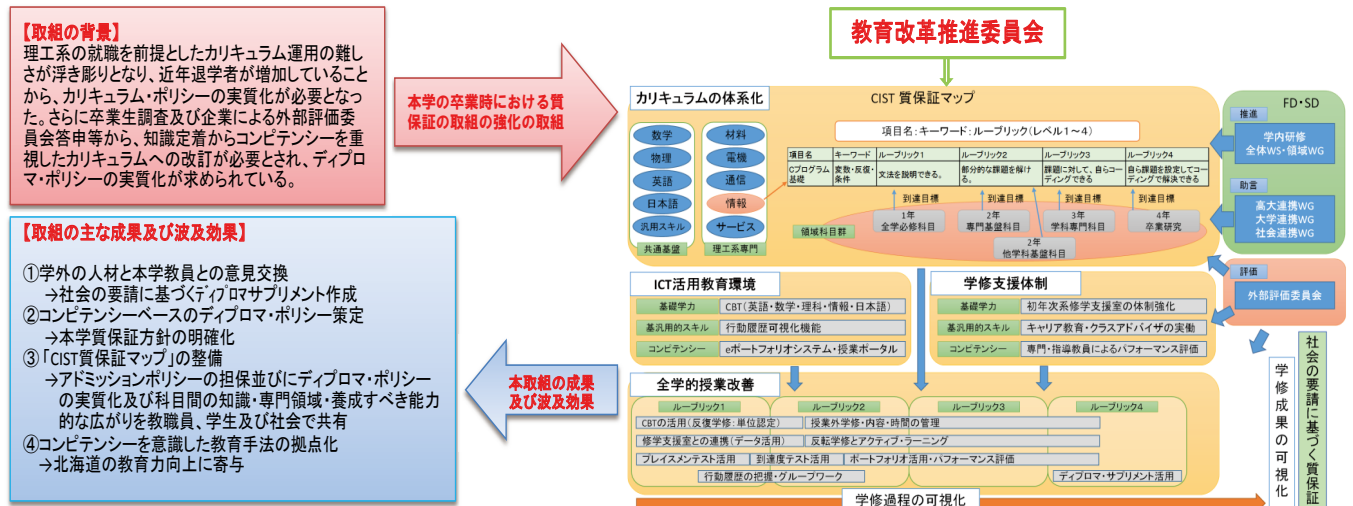 【取組の背景】
理工系の就職を前提としたカリキュラム運用の難し
さが浮き彫りとなり、近年退学者が増加していること
から、カリキュラム・ポリシーの実質化が必要となっ
た。さらに卒業生調査及び企業による外部評価委
員会答申等から、知識定着からコンピテンシーを重
視したカリキュラムへの改訂が必要とされ、ディプロ
マ・ポリシーの実質化が求められている。
本学の卒業時における質
保証の取組の強化の取組
【取組の主な成果及び波及効果】
①学外の人材と本学教員との意見交換
→社会の要請に基づくディプロマサプリメント作成
②コンピテンシーベースのディプロマ・ポリシー策定
→本学質保証方針の明確化
③「CIST質保証マップ」の整備
→アドミッションポリシーの担保並びにディプロマ・ポリシー
の実質化及び科目間の知識・専門領域・養成すべき能力
的な広がりを教職員、学生及び社会で共有
④コンピテンシーを意識した教育手法の拠点化
→北海道の教育力向上に寄与
本取組の成果
及び波及効果
教育改革推進委員会
カリキュラムの体系化
CIST 質保証マップ
数学
物理
英語
日本語
汎用スキル
共通基盤
材料
電機
通信
情報
サービス
理工系専門
項目名：キーワード：ルーブリック（レベル1～4）
項目名 キーワード ルーブリック1 ルーブリック2 ルーブリック3 ルーブリック4
Cプログラム基礎 変数・反復・条件 文法を説明できる。 部分的な課題を解ける。 課題に対して、自らコーディングできる 自ら課題を設定してコーディングで解決できる
到達目標 到達目標 到達目標 到達目標
領域科目群
1年
全学必修科目
2年
専門基盤科目
3年
学科専門科目
4年
卒業研究
2年
他学科基盤科目
FD・SD
推進
学内研修
全体WS・領域WG
助言
高大連携WG
大学連携WG
社会連携WG
評価
外部評価委員会
ICT活用教育環境
基礎学力 CBT（英語・数学・理科・情報・日本語）
基汎用的スキル 行動履歴可視化機能
コンピテンシー eポートフォリオシステム・授業ポータル
学修支援体制
基礎学力 初年次系修学支援室の体制強化
基汎用的スキル キャリア教育・クラスアドバイザの実働
コンピテンシー 専門・指導教員によるパフォーマンス評価
全学的授業改善
ルーブリック1 ルーブリック2 ルーブリック3 ルーブリック4
CBTの活用（反復学修：単位認定） 授業外学修・内容・時間の管理
修学支援室との連携（データ活用） 反転学修とアクティブ・ラーニング
プレイスメンテスト活用 到達度テスト活用 ポートフォリオ活用・パフォーマンス評価
行動履歴の把握・グループワーク ディプロマ・サプリメント活用
学修過程の可視化
学修成果の可視化
社会の要請に基づく質保証